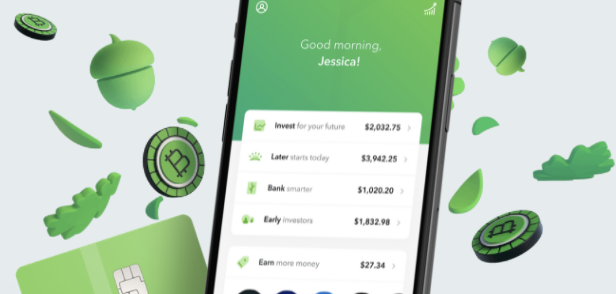 Good morning,
Jessica!
Invest for your future $2,032.75
Later starts today $3,942.25
Bank smarter $1,020.20
Early investors $1,832.98
Earn more money $27.34